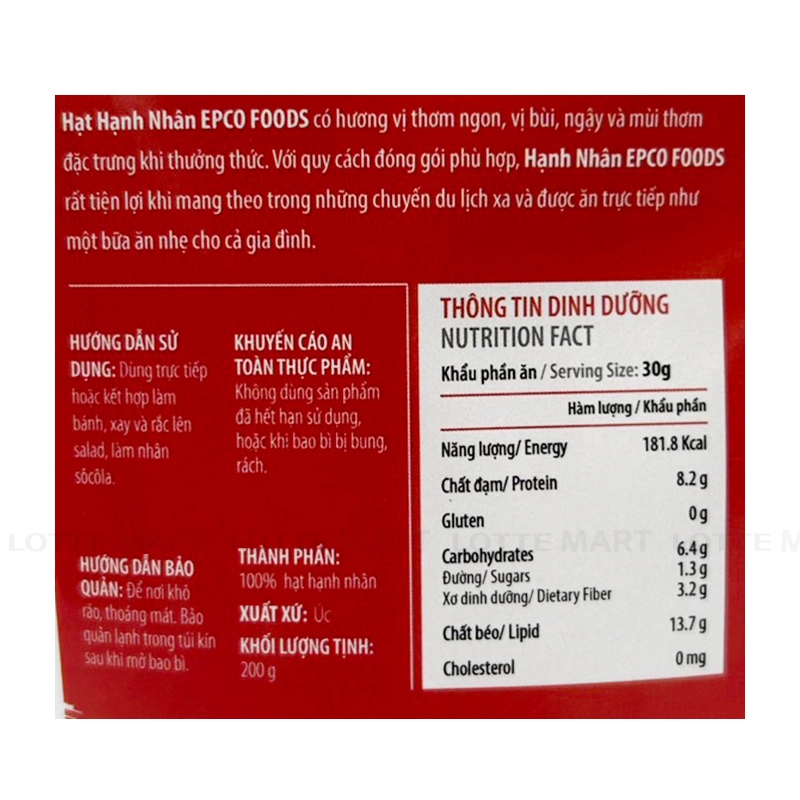 Hạt Hạnh Nhân EPCO FOODS có hương vị thơm ngon, vị bùi, ngậy và mùi thơm
đặc trưng khi thưởng thức. Với quy cách đóng gói phù hợp, Hạnh Nhân EPCO FOODS
rất tiện lợi khi mang theo trong những chuyến du lịch xa và được ăn trực tiếp như
một bữa ăn nhẹ cho cả gia đình.
HƯỚNG DẪN SỬ
DỤNG: Dùng trực tiếp
hoặc kết hợp làm
bánh, xay và rắc lên
salad, làm nhân
sôcôla.
KHUYẾN CÁO AN
TOÀN THỰC PHẨM:
Không dùng sản phẩm
đã hết hạn sử dụng,
hoặc khi bao bì bị bung,
rách.
HƯỚNG DẪN BẢO
QUẢN: Để nơi khô
ráo, thoáng mát. Bảo
quản lạnh trong túi kín
sau khi mở bao bì.
THÀNH PHẦN:
100% hạt hạnh nhân
XUẤT XỨ: Úc
KHỐI LƯỢNG TỊNH:
200 g
THÔNG TIN DINH DƯỠNG
NUTRITION FACT
Khẩu phần ăn / Serving Size: 30g
Hàm lượng / Khẩu phần
Năng lượng/ Energy 181.8 Kcal
Chất đạm/ Protein 8.2 g
Gluten 0 g
Carbohydrates 6.4 g
Đường/ Sugars 1.3 g
Xơ dinh dưỡng/ Dietary Fiber 3.2 g
Chất béo/ Lipid 13.7 g
Cholesterol 0 mg
LOTTE MART LOTTE MART LOTTE M